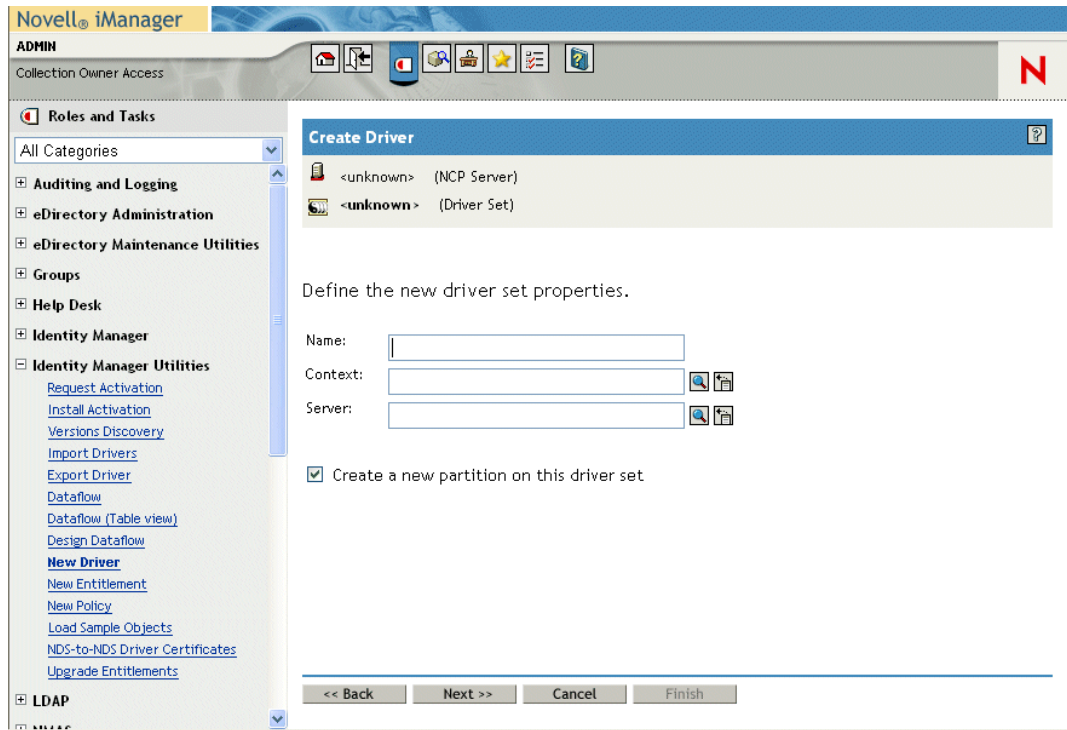 Novell® iManager
ADMIN
Collection Owner Access
N
Roles and Tasks
All Categories
Auditing and Logging
eDirectory Administration
eDirectory Maintenance Utilities
Groups
Help Desk
Identity Manager
Identity Manager Utilities
Request Activation
Install Activation
Versions Discovery
Import Drivers
Export Driver
Dataflow
Dataflow (Table view)
Design Dataflow
New Driver
New Entitlement
New Policy
Load Sample Objects
NDS-to-NDS Driver Certificates
Upgrade Entitlements
LDAP
Create Driver
?
<unknown> (NCP Server)
<unknown> (Driver Set)
Define the new driver set properties.
Name:
Context:
Server:
Create a new partition on this driver set
<< Back
Next >>
Cancel
Finish